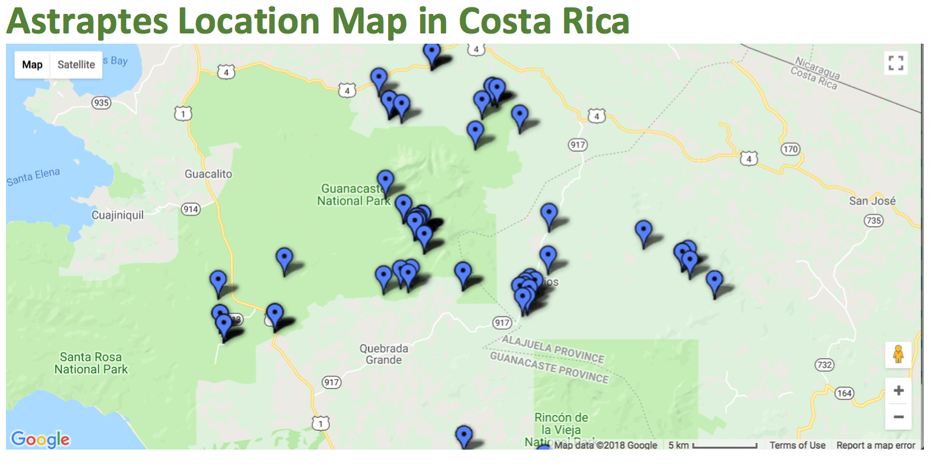 Astraptes Location Map in Costa Rica
Map Satellite
s Bay
4
4
4
Nicaragua
Costa Rica
935
1
4
917
170
4
Santa Elena
Guacalito
Guanacaste
National Park
914
Cuajiniquil
San José
735
os
917
ALAJUELA PROVINCE
GUANACASTE PROVINCE
Quebrada
Grande
Santa Rosa
National Park
917
732
164
1
Rincón de
la Vieja
Google
Map data ©2018 Google 5 km Terms of Use Report a map error